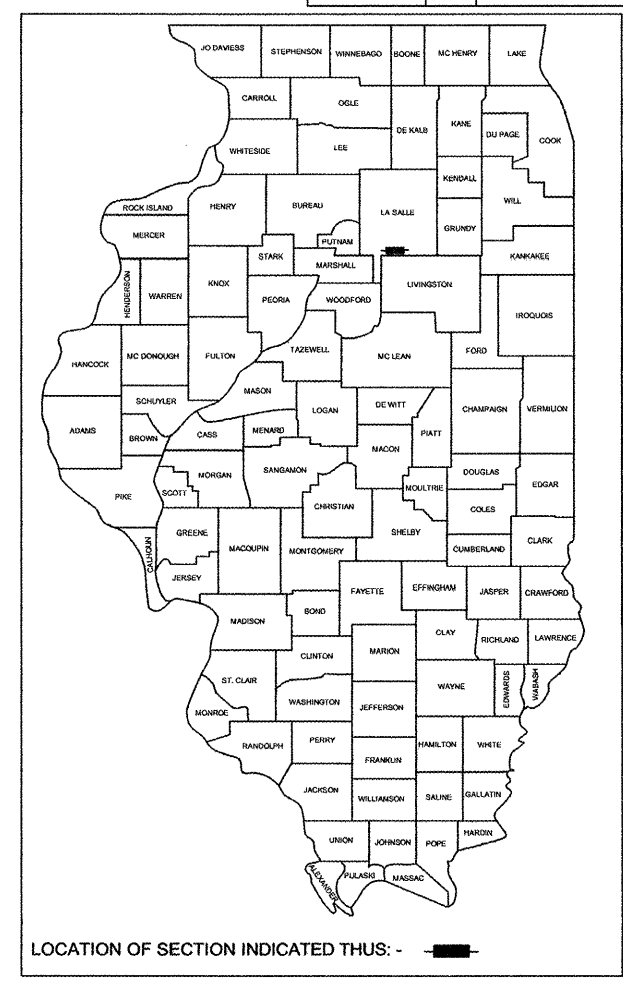 JO DAVIESS STEPHENSON WINNEBAGO BOONE MC HENRY LAKE
CARROLL OGLE DE KALB KANE DU PAGE COOK
WHITESIDE LEE
KENDALL
ROCK ISLAND HENRY BUREAU LA SALLE WILL
MERCER PUTNAM GRUNDY
STARK MARSHALL KANKAKEE
HENDERSON WARREN KNOX PEORIA WOODFORD LIVINGSTON IROQUOIS
HANCOCK MC DONOUGH FULTON TAZEWELL MC LEAN FORD
SCHUYLER MASON LOGAN DE WITT CHAMPAIGN VERMILION
ADAMS BROWN CASS MENARD MACON PIATT
PIKE SCOTT MORGAN SANGAMON CHRISTIAN MOULTRIE DOUGLAS EDGAR
COLES
CALHOUN GREENE MACOUPIN MONTGOMERY SHELBY CUMBERLAND CLARK
JERSEY FAYETTE EFFINGHAM JASPER CRAWFORD
MADISON BOND
CLINTON MARION CLAY RICHLAND LAWRENCE
ST. CLAIR WASHINGTON JEFFERSON WAYNE EDWARDS WABASH
MONROE
RANDOLPH PERRY FRANKLIN HAMILTON WHITE
JACKSON WILLIAMSON SALINE GALLATIN
UNION JOHNSON POPE HARDIN
ALEXANDER PULASKI MASSAC
LOCATION OF SECTION INDICATED THUS: -